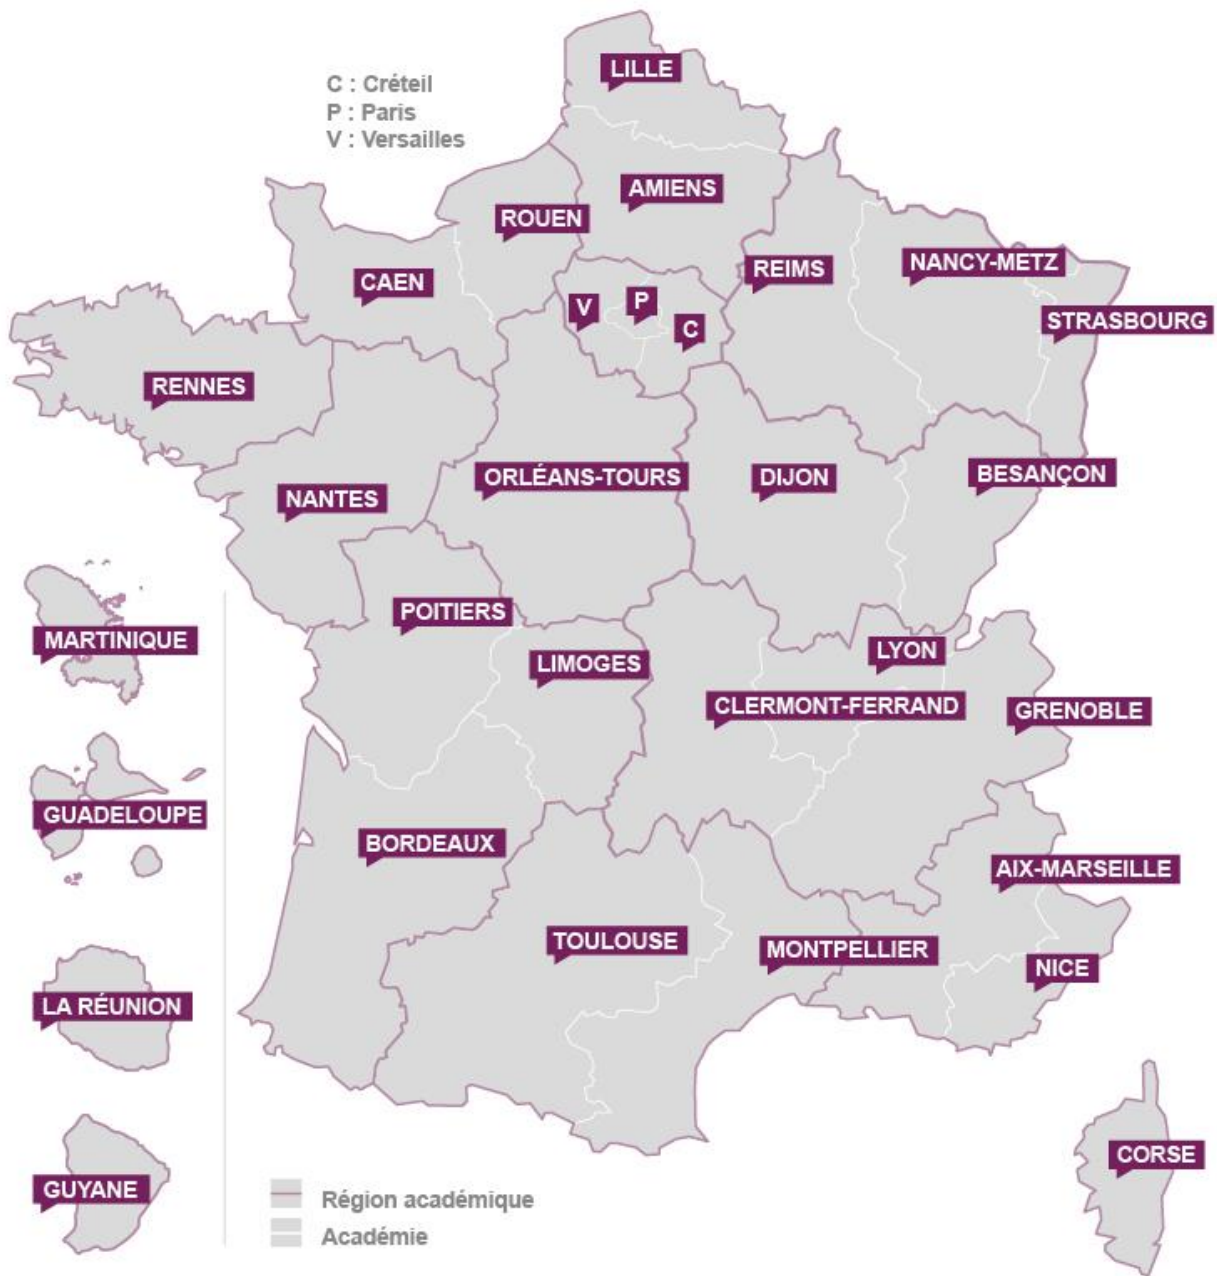 C : Créteil
P : Paris
V : Versailles
LILLE
AMIENS
ROUEN
CAEN
V
P
C
REIMS
NANCY-METZ
STRASBOURG
RENNES
NANTES
ORLÉANS-TOURS
DIJON
BESANÇON
POITIERS
LIMOGES
LYON
CLERMONT-FERRAND
GRENOBLE
BORDEAUX
TOULOUSE
MONTPELLIER
AIX-MARSEILLE
NICE
CORSE
MARTINIQUE
GUADELOUPE
LA RÉUNION
GUYANE
Région académique
Académie